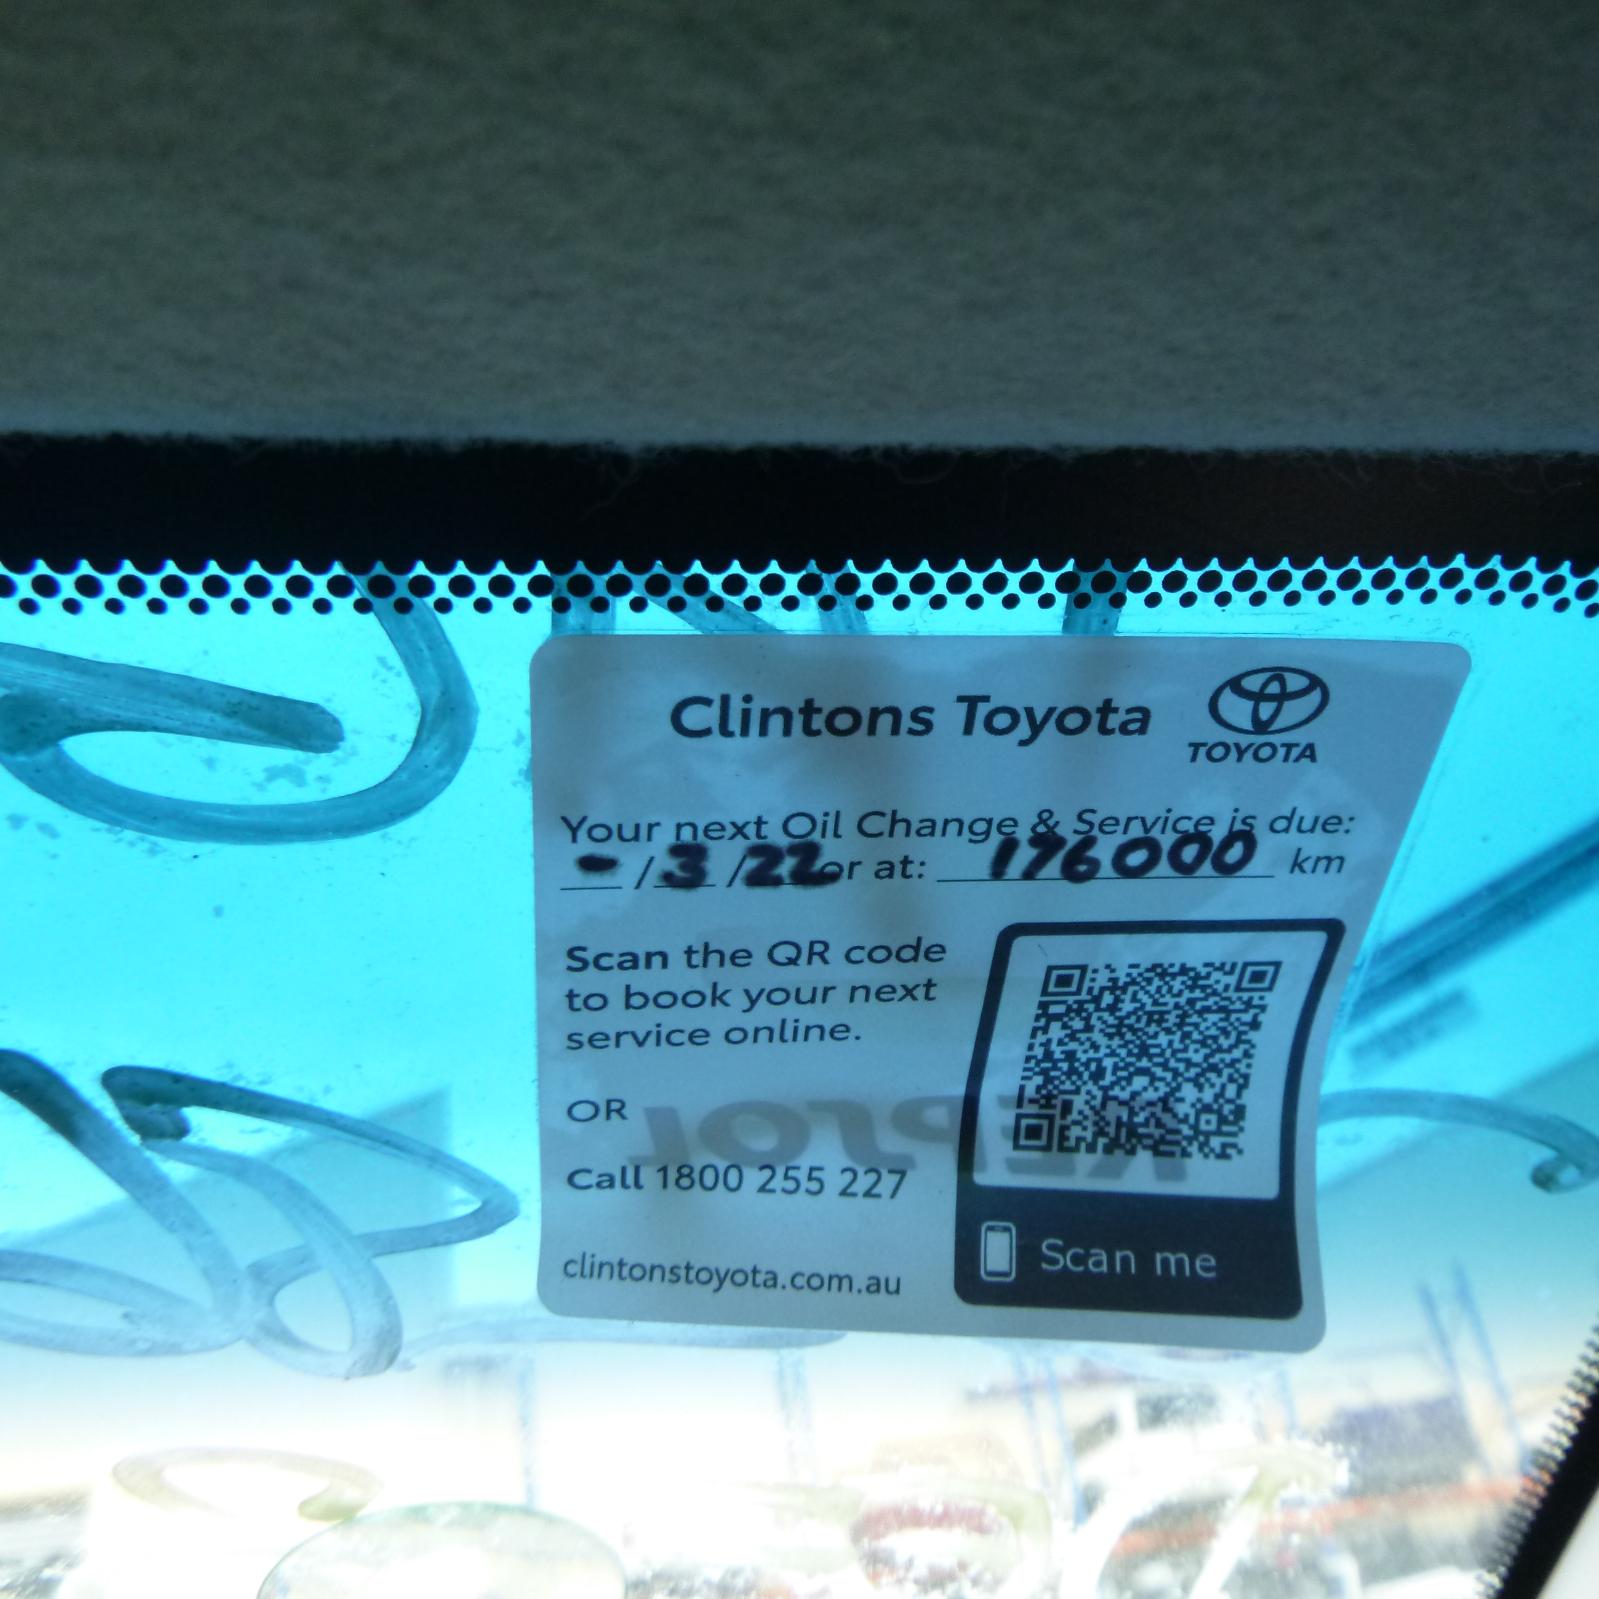 Clintons Toyota
TOYOTA
Your next Oil Change & Service is due:
- / 3 / 22 or at: 176000 km
Scan the QR code
to book your next
service online.
OR
Call 1800 255 227
clintonstoyota.com.au
Scan me